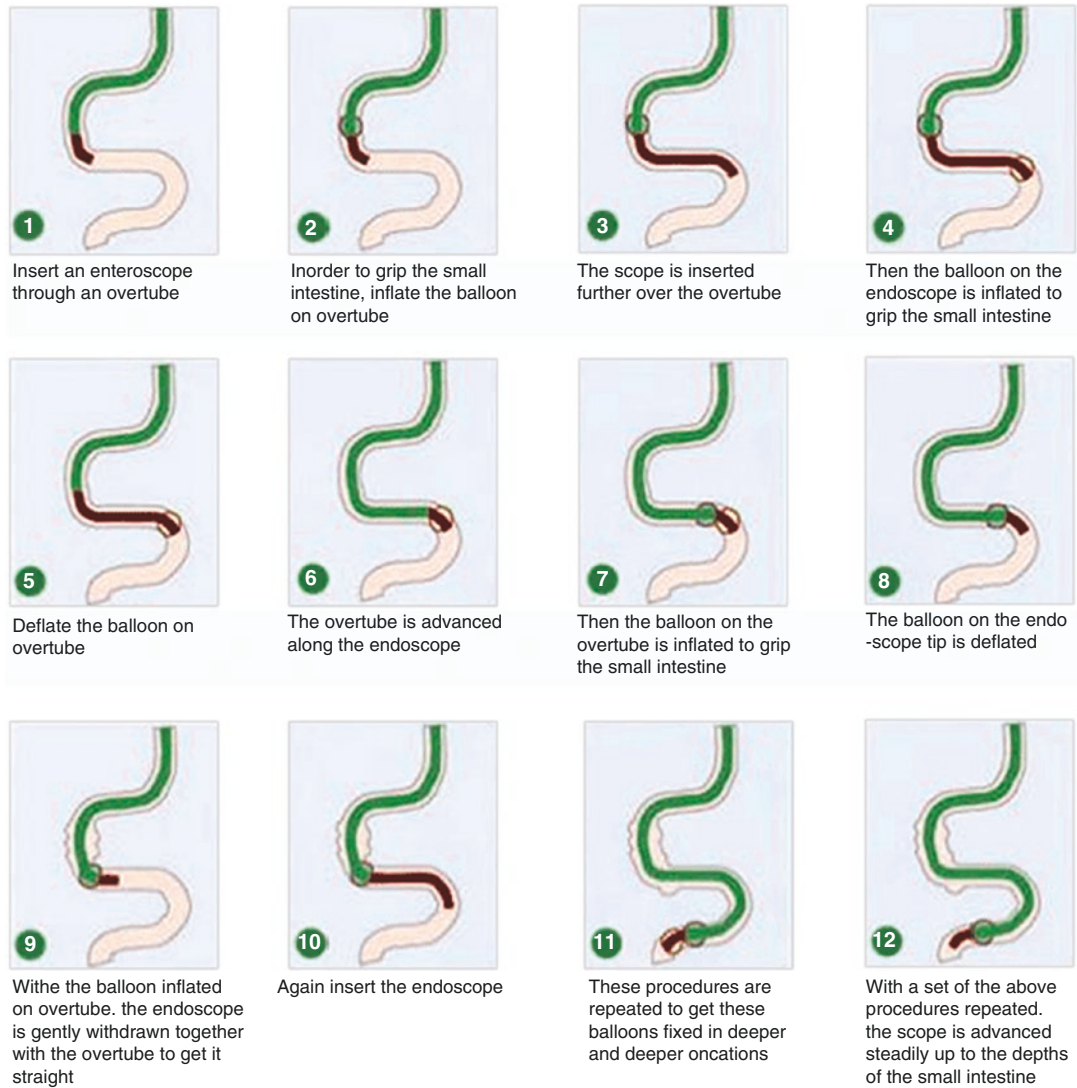 1
Insert an enteroscope
through an overtube
2
Inorder to grip the small
intestine, inflate the balloon
on overtube
3
The scope is inserted
further over the overtube
4
Then the balloon on the
endoscope is inflated to
grip the small intestine
5
Deflate the balloon on
overtube
6
The overtube is advanced
along the endoscope
7
Then the balloon on the
overtube is inflated to grip
the small intestine
8
The balloon on the endo
-scope tip is deflated
9
Withe the balloon inflated
on overtube. the endoscope
is gently withdrawn together
with the overtube to get it
straight
10
Again insert the endoscope
11
These procedures are
repeated to get these
balloons fixed in deeper
and deeper oncations
12
With a set of the above
procedures repeated.
the scope is advanced
steadily up to the depths
of the small intestine